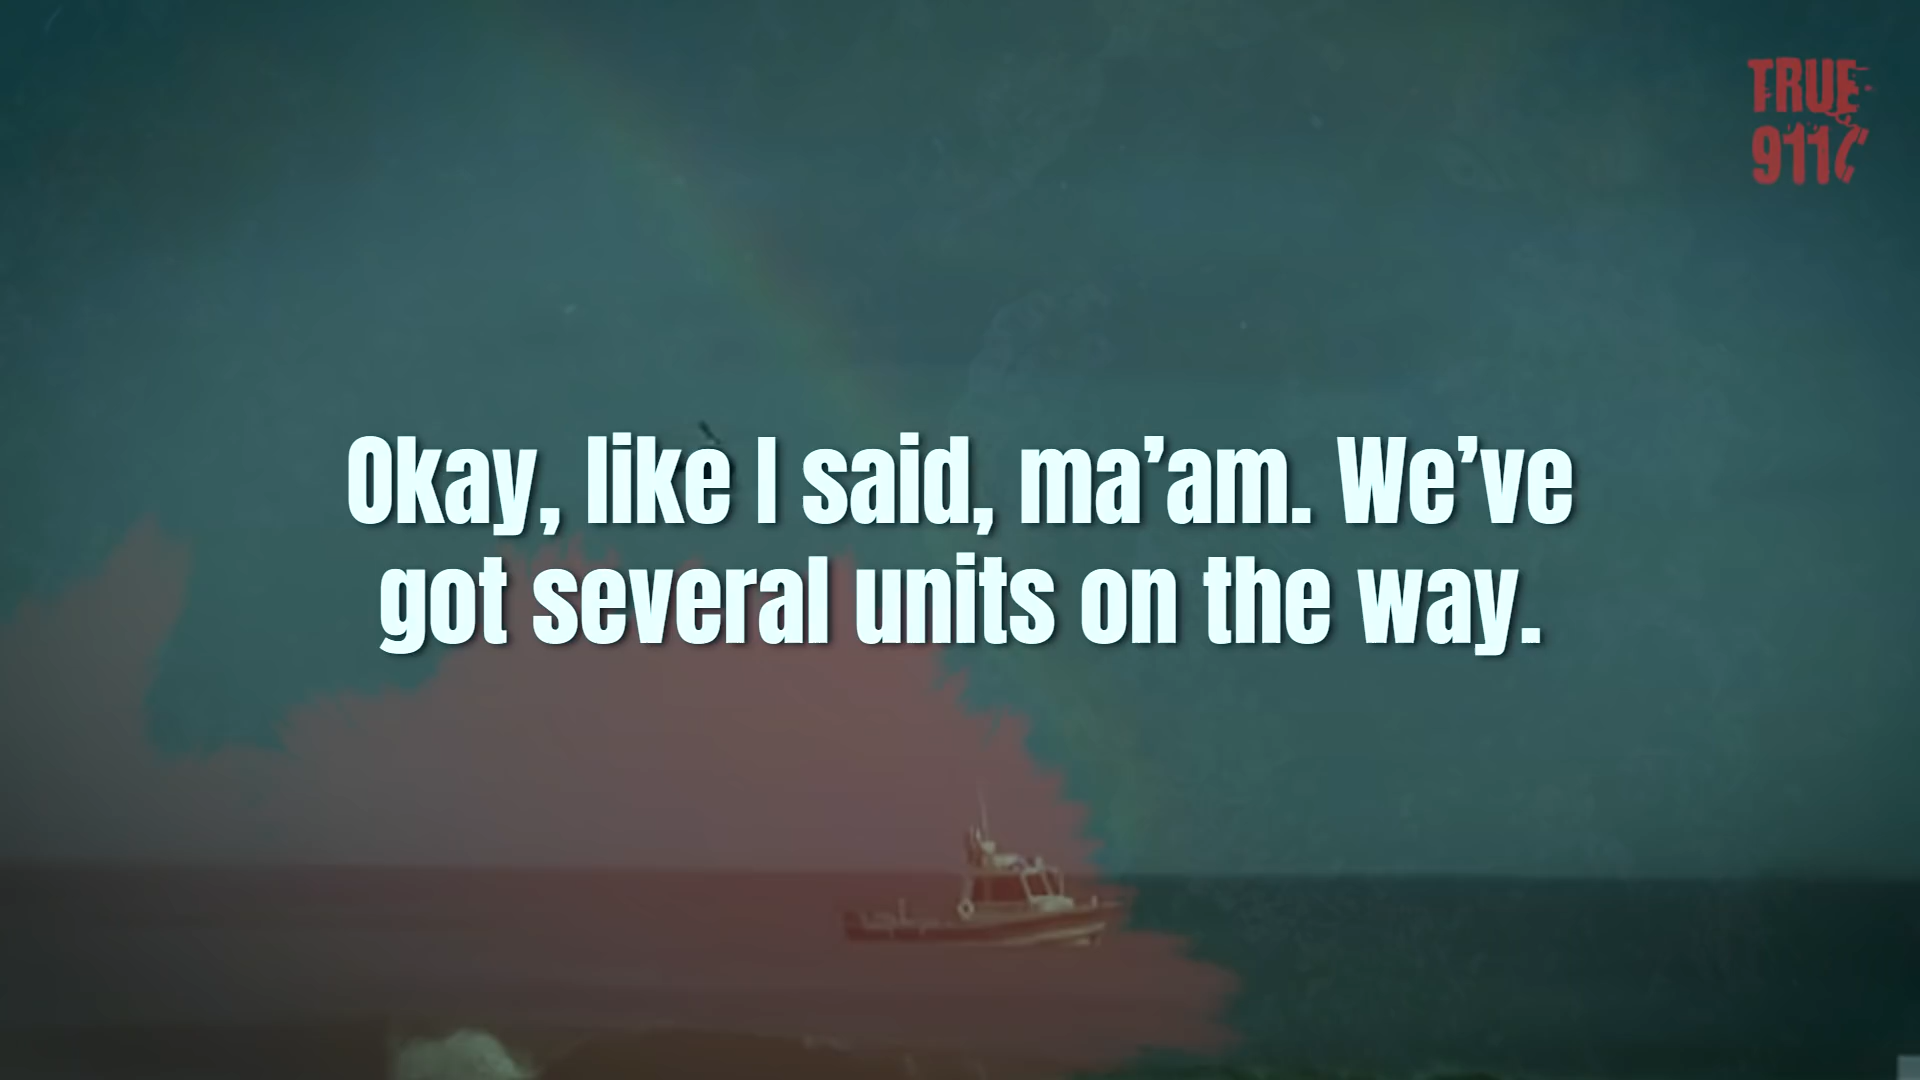 TRUE
911
Okay, like I said, ma’am. We’ve
got several units on the way.